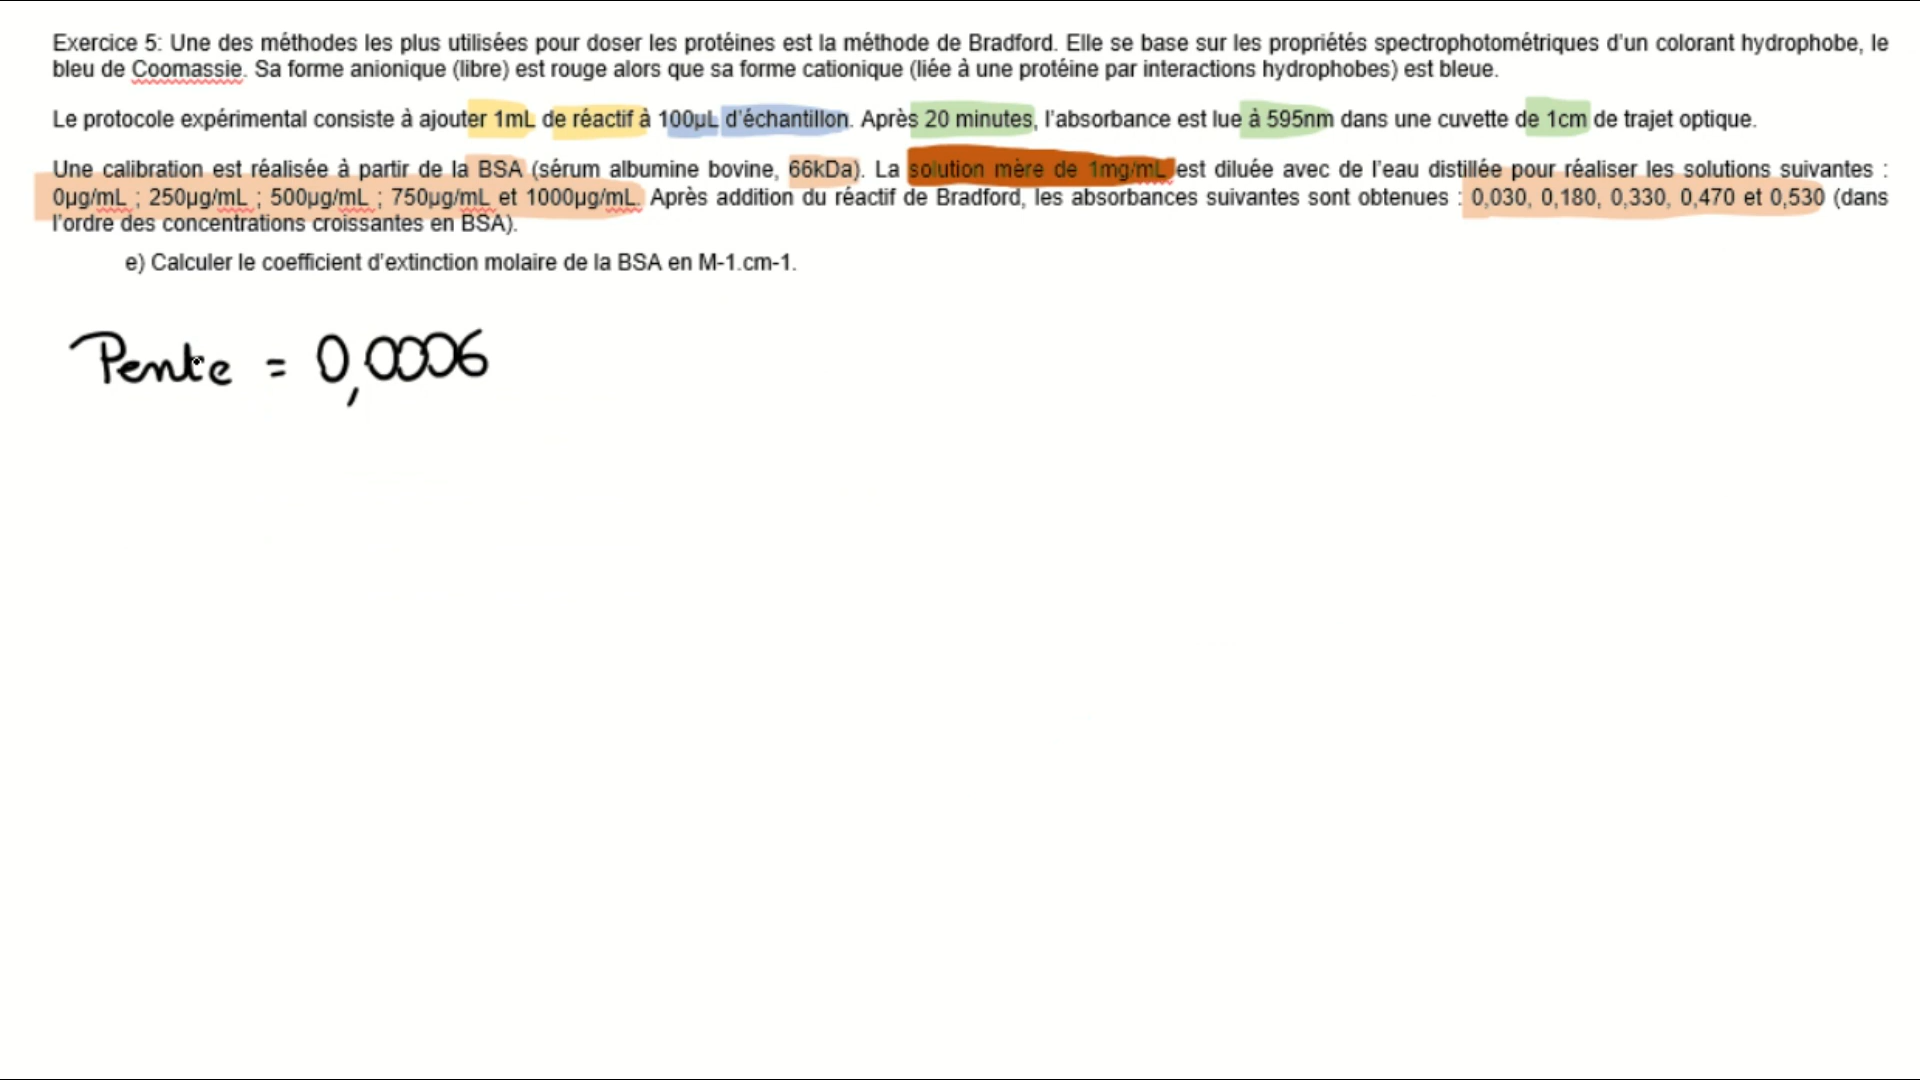 Exercice 5: Une des méthodes les plus utilisées pour doser les protéines est la méthode de Bradford. Elle se base sur les propriétés spectrophotométriques d'un colorant hydrophobe, le
bleu de Coomassie. Sa forme anionique (libre) est rouge alors que sa forme cationique (liée à une protéine par interactions hydrophobes) est bleue.
Le protocole expérimental consiste à ajouter 1mL de réactif à 100µL d'échantillon. Après 20 minutes, l'absorbance est lue à 595nm dans une cuvette de 1cm de trajet optique.
Une calibration est réalisée à partir de la BSA (sérum albumine bovine, 66kDa). La solution mère de 1mg/mL est diluée avec de l'eau distillée pour réaliser les solutions suivantes :
0µg/mL ; 250µg/mL ; 500µg/mL ; 750µg/mL et 1000µg/mL. Après addition du réactif de Bradford, les absorbances suivantes sont obtenues : 0,030, 0,180, 0,330, 0,470 et 0,530 (dans
l'ordre des concentrations croissantes en BSA).
e) Calculer le coefficient d'extinction molaire de la BSA en M-1.cm-1.
Pente = 0,0006